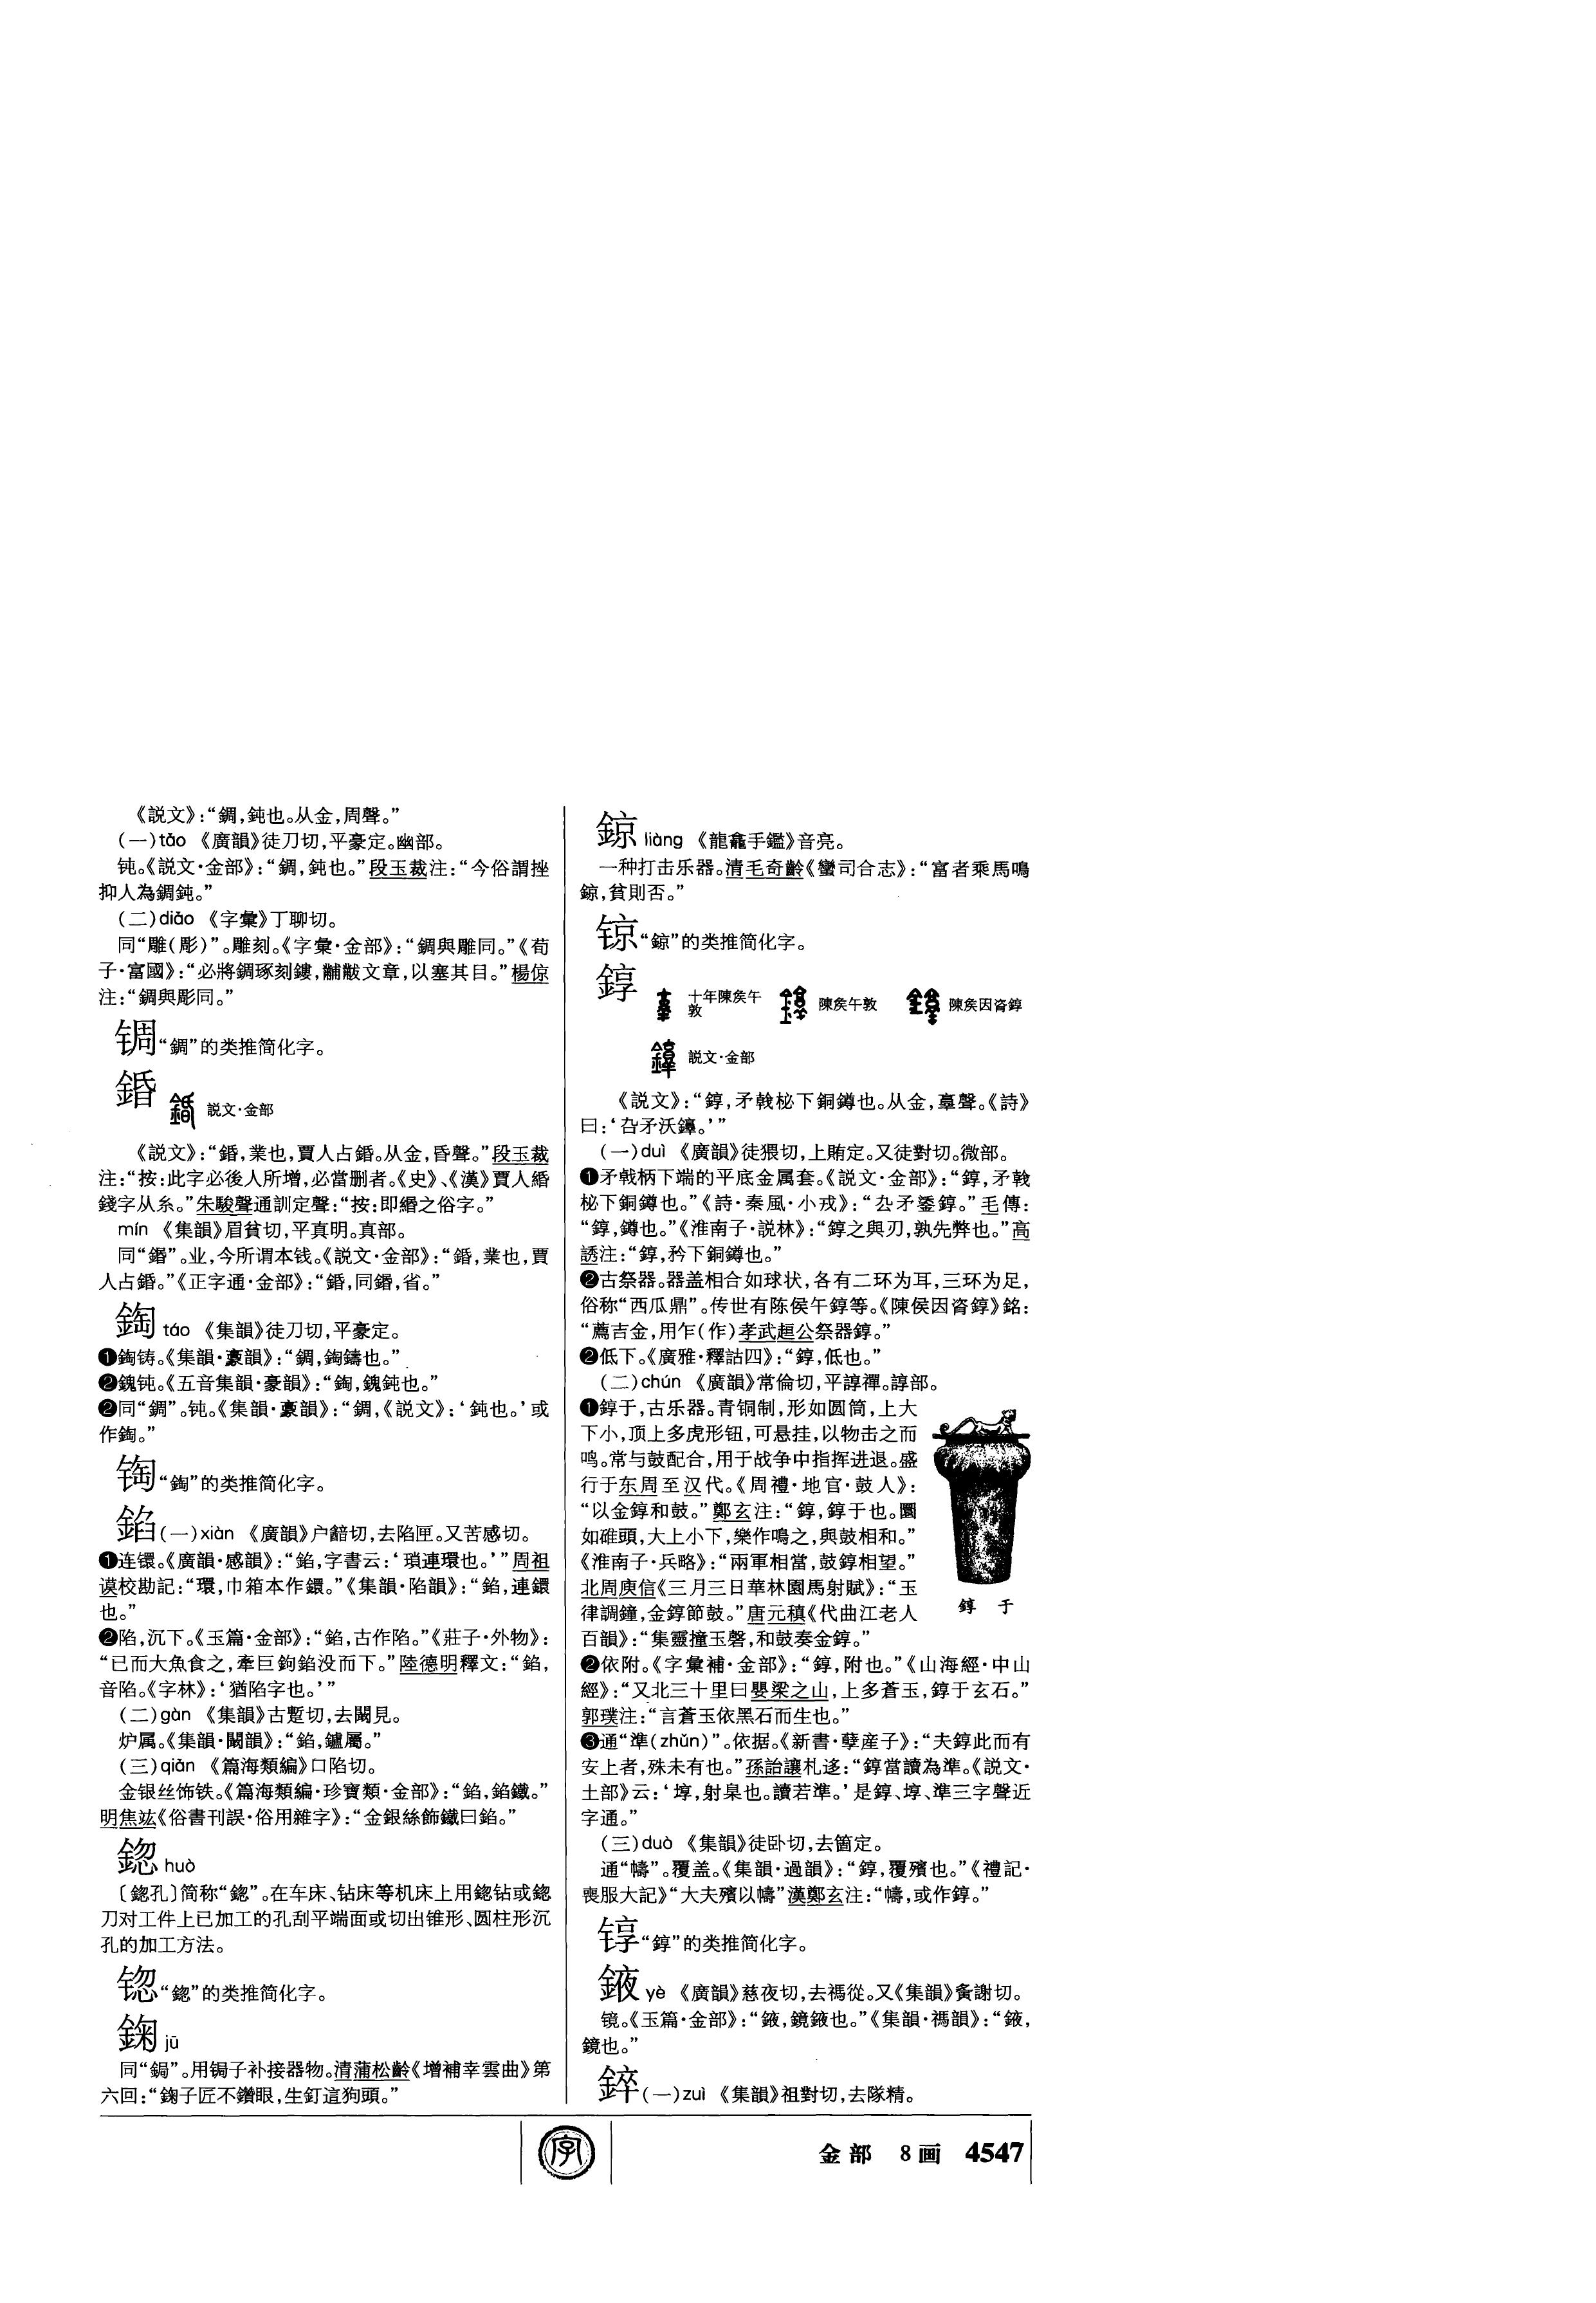 《説文》：“錭，鈍也。从金，周聲。”
（一）táo 《廣韻》徒刀切，平豪定。幽部。
钝。《説文·金部》：“錭，鈍也。”段玉裁注：“今俗謂挫
抑人為錭鈍。”
（二）diāo 《字彙》丁聊切。
同“雕（彫）”。雕刻。《字彙·金部》：“錭與雕同。”《荀
子·富國》：“必將錭琢刻鏤，黼黻文章，以塞其目。”楊倞
注：“錭與彫同。”
锎“錭”的类推简化字。
錉 説文·金部
《説文》：“錉，業也，賈人占錉。从金，昏聲。”段玉裁
注：“按：此字必後人所增，必當删者。《史》、《漢》賈人緡
錢字从糸。”朱駿聲通訓定聲：“按：即緡之俗字。”
mín 《集韻》眉貧切，平真明。真部。
同“鍲”。业，今所谓本钱。《説文·金部》：“錉，業也，賈
人占錉。”《正字通·金部》：“錉，同鍲，省。”
鋾 táo 《集韻》徒刀切，平豪定。
❶鋾铸。《集韻·𩫕韻》：“錭，鋾鑄也。”
❷鎚钝。《五音集韻·豪韻》：“鋾，鎚鈍也。”
❷同“錭”。钝。《集韻·𩫕韻》：“錭，《説文》：‘鈍也。’或
作鋾。”
“鋾”的类推简化字。
錎（一）xiàn 《廣韻》户韽切，去陷匣。又苦感切。
❶连镮。《廣韻·感韻》：“錎，字書云：‘瑣連環也。’”周祖
谟校勘記：“環，巾箱本作鐶。”《集韻·陷韻》：“錎，連鐶
也。”
❷陷，沉下。《玉篇·金部》：“錎，古作陷。”《莊子·外物》：
“已而大魚食之，牽巨鉤錎没而下。”陸德明釋文：“錎，
音陷。《字林》：‘猶陷字也。’”
（二）gàn 《集韻》古蹔切，去闞見。
炉属。《集韻·闞韻》：“錎，鑪屬。”
（三）qiǎn 《篇海類編》口陷切。
金银丝饰铁。《篇海類編·珍寶類·金部》：“錎，錎鐵。”
明焦竑《俗書刊誤·俗用雜字》：“金銀絲飾鐵曰錎。”
鍃 huò
〔鍃孔〕简称“鍃”。在车床、钻床等机床上用鍃钻或鍃
刀对工件上已加工的孔刮平端面或切出锥形、圆柱形沉
孔的加工方法。
锪“鍃”的类推简化字。
鋦 jū
同“鋦”。用锔子补接器物。清蒲松齡《增補幸雲曲》第
六回：“匠不鑽眼，生釘這狗頭。”
鍄 liàng 《龍龕手鑑》音亮。
一种打击乐器。清毛奇齡《蠻司合志》：“富者乘馬鳴
鍄，貧則否。”
“鍄”的类推简化字。
錞 十年陳矦午敦 陳矦午敦 陳矦因𬭎錞
説文·金部
《説文》：“錞，矛戟柲下銅鐏也。从金，𦎫聲。《詩》
曰：‘厹矛沃錞。’”
（一）duì 《廣韻》徒猥切，上賄定。又徒對切。微部。
❶矛戟柄下端的平底金属套。《説文·金部》：“錞，矛戟
柲下銅鐏也。”《詩·秦風·小戎》：“厹矛鋈錞。”毛傳：
“錞，鐏也。”《淮南子·説林》：“錞之與刃，孰先弊也。”高
誘注：“錞，矜下銅鐏也。”
❷古祭器。器盖相合如球状，各有二环为耳，三环为足，
俗称“西瓜鼎”。传世有陈侯午錞等。《陳侯因𬭎錞》銘：
“薦吉金，用乍（作）孝武趄公祭器錞。”
❷低下。《廣雅·釋詁四》：“錞，低也。”
（二）chún 《廣韻》常倫切，平諄禪。諄部。
❶錞于，古乐器。青铜制，形如圆筒，上大
下小，顶上多虎形钮，可悬挂，以物击之而
鸣。常与鼓配合，用于战争中指挥进退。盛
行于东周至汉代。《周禮·地官·鼓人》：
“以金錞和鼓。”鄭玄注：“錞，錞于也。圜
如碓頭，大上小下，樂作鳴之，與鼓相和。”
《淮南子·兵略》：“兩軍相當，鼓錞相望。”
北周庾信《三月三日華林園馬射賦》：“玉
律調鐘，金錞節鼓。”唐元稹《代曲江老人
百韻》：“集靈撞玉磬，和鼓奏金錞。”
錞 于
❷依附。《字彙補·金部》：“錞，附也。”《山海經·中山
經》：“又北三十里曰嬰梁之山，上多蒼玉，錞于玄石。”
郭璞注：“言蒼玉依黑石而生也。”
❸通“準（zhǔn）”。依据。《新書·孽産子》：“夫錞此而有
安上者，殊未有也。”孫詒讓札迻：“錞當讀為準。《説文·
土部》云：‘埻，射臬也。讀若準。’是錞、埻、準三字聲近
字通。”
（三）duò 《集韻》徒卧切，去箇定。
通“幬”。覆盖。《集韻·過韻》：“錞，覆殯也。”《禮記·
喪服大記》“大夫殯以幬”漢鄭玄注：“幬，或作錞。”
“錞”的类推简化字。
鋣 yè 《廣韻》慈夜切，去禡從。又《集韻》夤謝切。
镜。《玉篇·金部》：“，鏡也。”《集韻·禡韻》：“，
鏡也。”
錊（一）zuì 《集韻》祖對切，去隊精。
字
金部 8画 4547